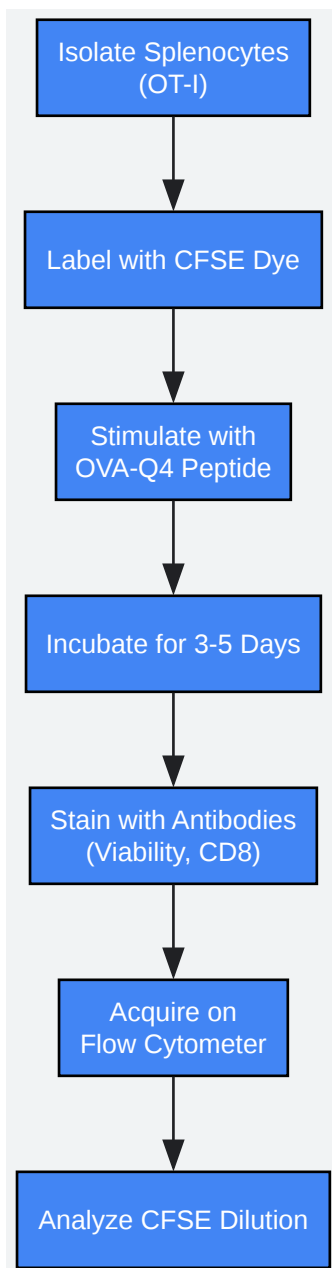 Isolate Splenocytes
(OT-I)
Label with CFSE Dye
Stimulate with
OVA-Q4 Peptide
Incubate for 3-5 Days
Stain with Antibodies
(Viability, CD8)
Acquire on
Flow Cytometer
Analyze CFSE Dilution